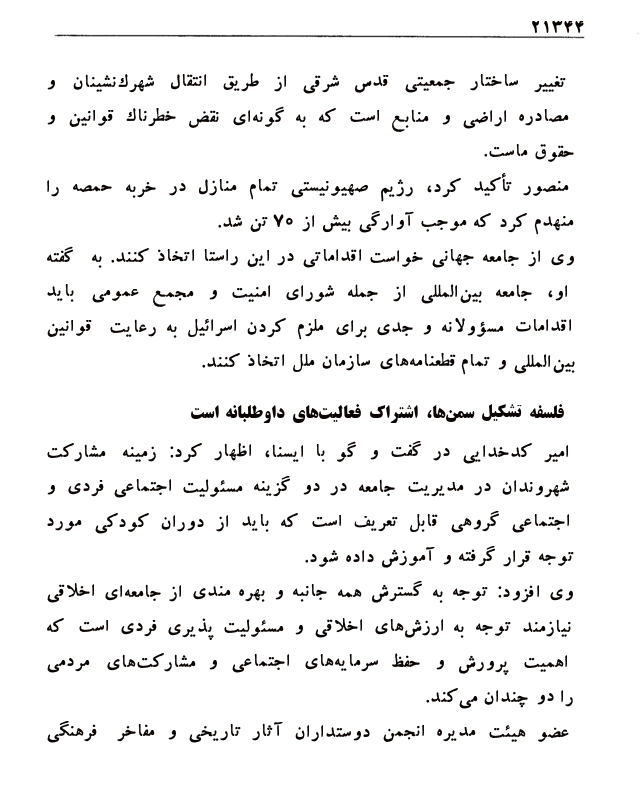 ۲۱۳۴۴
تغییر ساختار جمعیتی قدس شرقی از طریق انتقال شهرك‌نشینان و
مصادره اراضی و منابع است که به گونه‌ای نقض خطرناك قوانین و
حقوق ماست.
منصور تأکید کرد، رژیم صهیونیستی تمام منازل در خربه حمصه را
منهدم کرد که موجب آوارگی بیش از ۷۰ تن شد.
وی از جامعه جهانی خواست اقداماتی در این راستا اتخاذ کنند. به گفته
او، جامعه بین‌المللی از جمله شورای امنیت و مجمع عمومی باید
اقدامات مسؤولانه و جدی برای ملزم کردن اسرائیل به رعایت قوانین
بین‌المللی و تمام قطعنامه‌های سازمان ملل اتخاذ کنند.
فلسفه تشکیل سمن‌ها، اشتراک فعالیت‌های داوطلبانه است
امیر کدخدایی در گفت و گو با ایسنا، اظهار کرد: زمینه مشارکت
شهروندان در مدیریت جامعه در دو گزینه مسئولیت اجتماعی فردی و
اجتماعی گروهی قابل تعریف است که باید از دوران کودکی مورد
توجه قرار گرفته و آموزش داده شود.
وی افزود: توجه به گسترش همه جانبه و بهره مندی از جامعه‌ای اخلاقی
نیازمند توجه به ارزش‌های اخلاقی و مسئولیت پذیری فردی است که
اهمیت پرورش و حفظ سرمایه‌های اجتماعی و مشارکت‌های مردمی
را دو چندان می‌کند.
عضو هیئت مدیره انجمن دوستداران آثار تاریخی و مفاخر فرهنگی